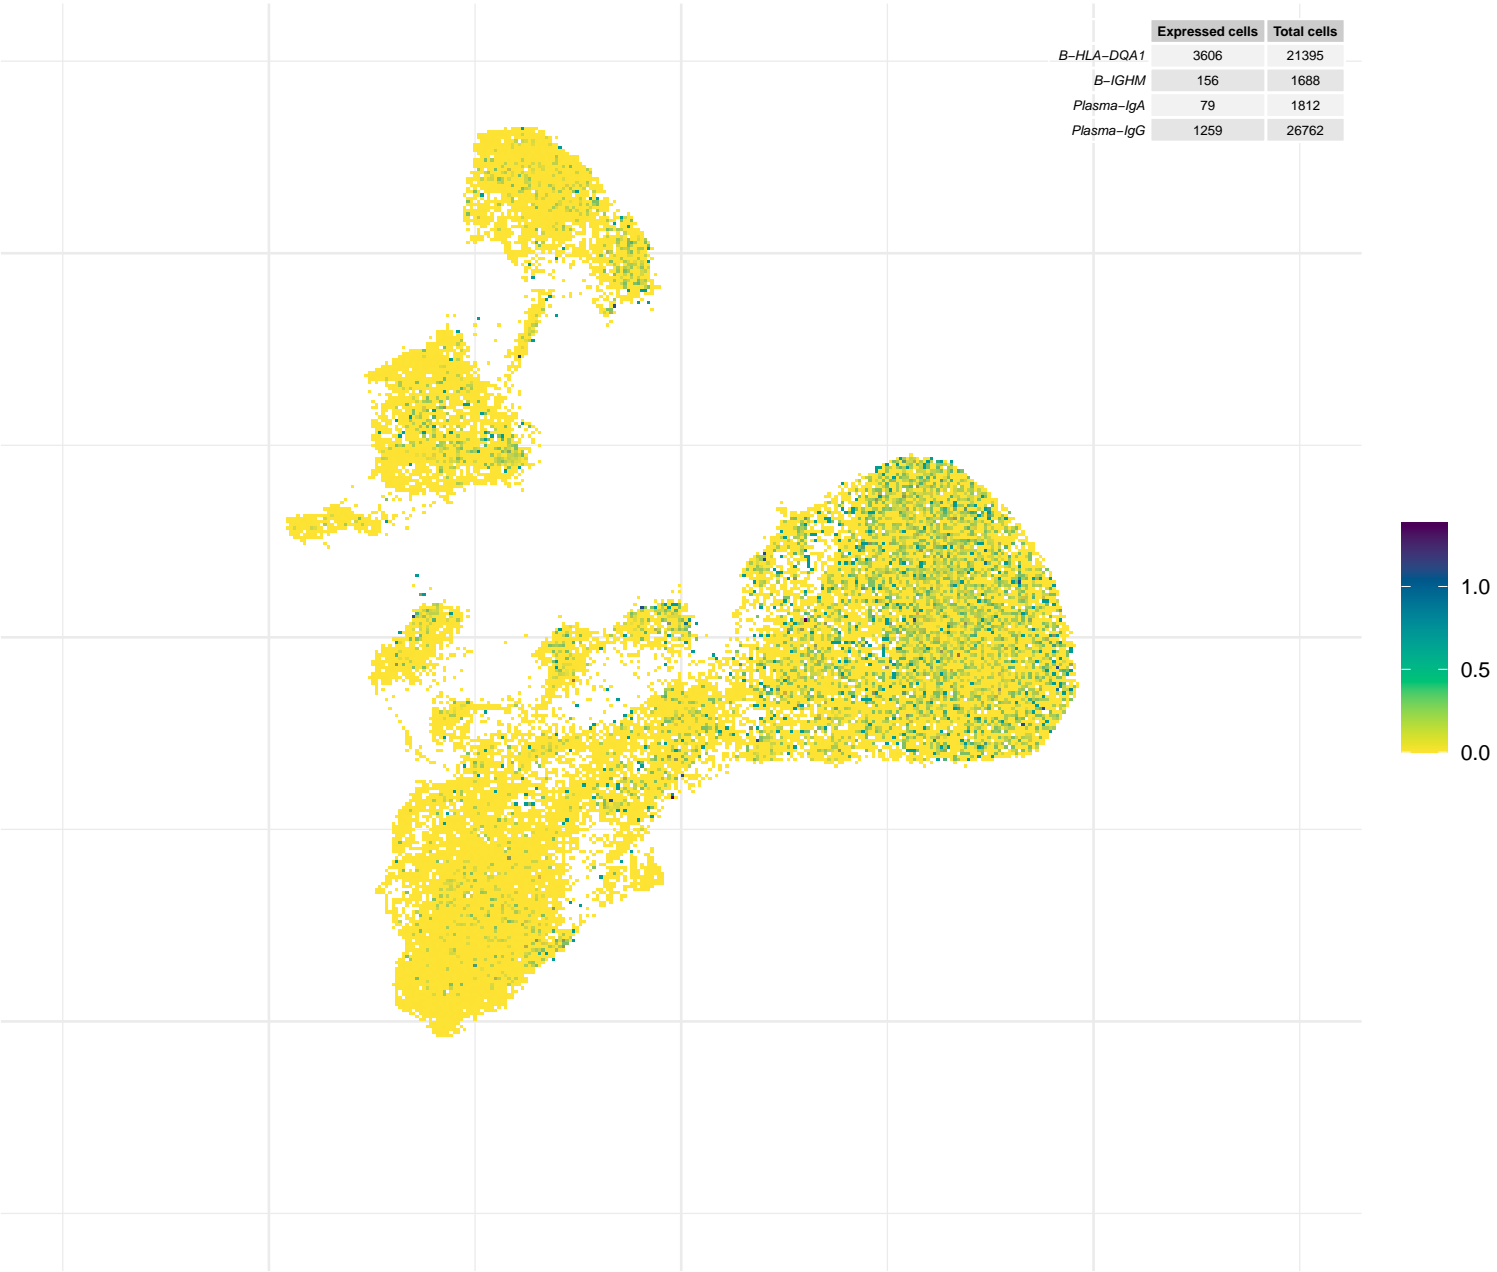 Expressed cells Total cells
B−HLA−DQA1 3606 21395
B−IGHM 156 1688
Plasma−IgA 79 1812
Plasma−IgG 1259 26762
1.0
0.5
0.0